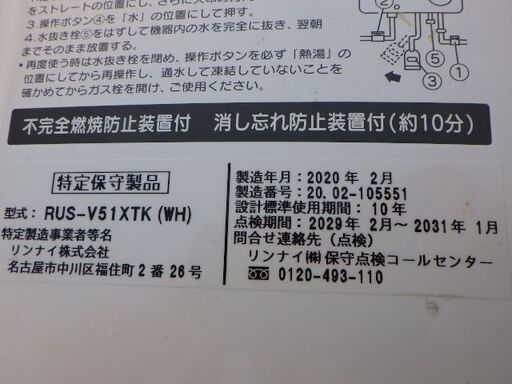 をストレートの位置にし、さらに
3.操作ボタン④を「水」の位置にして押す。
4.水抜き栓⑤をはずして機器内の水を完全に抜き、翌朝
までそのまま放置する。
•再度使う時は水抜き栓を閉め、操作ボタンを必ず「熱湯」の
位置にしてから再操作し、通水して凍結していないことを
確かめてからガス栓を開け、ご使用ください。
⑤
①
不完全燃焼防止装置付 消し忘れ防止装置付(約10分)
特定保守製品
型式: RUS-V51XTK(WH)
特定製造事業者等名
リンナイ株式会社
名古屋市中川区福住町2番26号
製造年月:2020年 2月
製造番号:20.02-105551
設計標準使用期間:10年
点検期間:2029年 2月〜2031年 1月
問合せ連絡先(点検)
リンナイ㈱保守点検コールセンター
0120-493-110